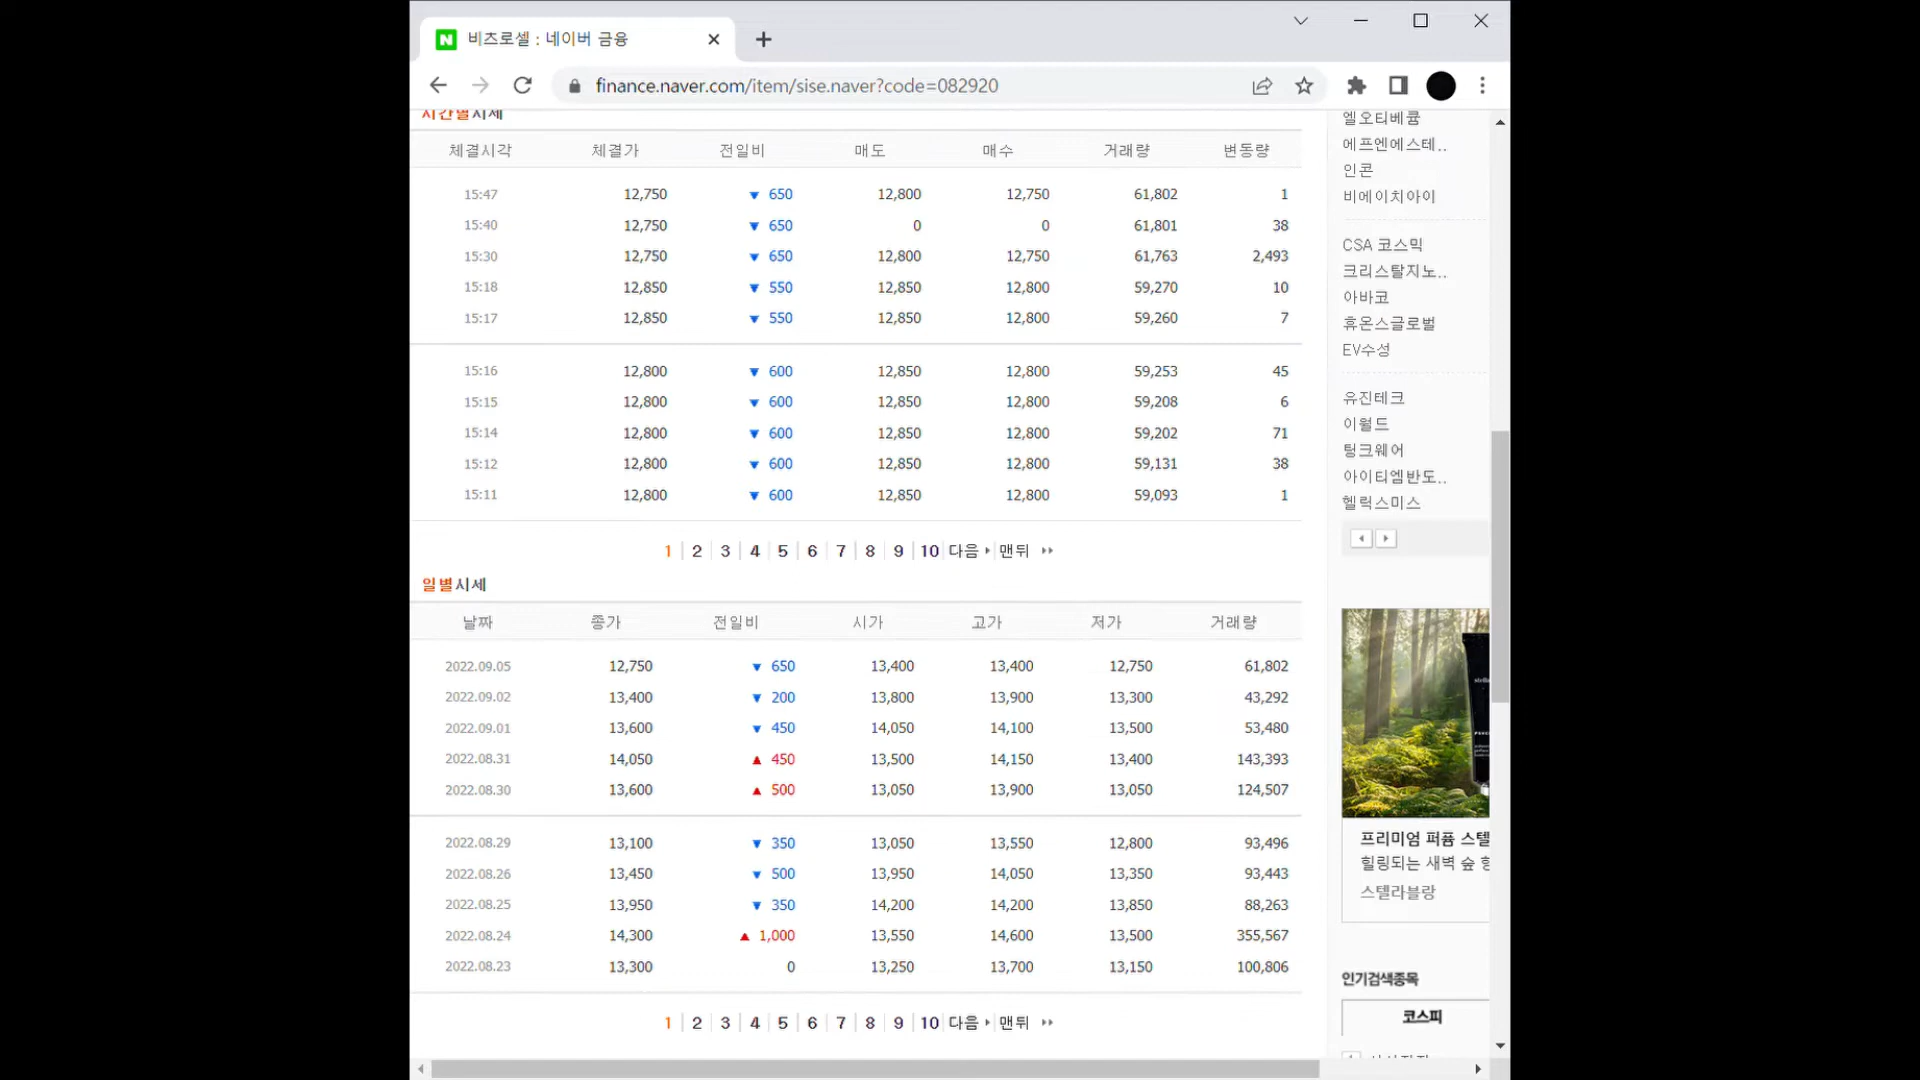 비츠로셀 : 네이버 금융
finance.naver.com/item/sise.naver?code=082920
시간별시세
체결시각 체결가 전일비 매도 매수 거래량 변동량
15:47 12,750 ▼ 650 12,800 12,750 61,802 1
15:40 12,750 ▼ 650 0 0 61,801 38
15:30 12,750 ▼ 650 12,800 12,750 61,763 2,493
15:18 12,850 ▼ 550 12,850 12,800 59,270 10
15:17 12,850 ▼ 550 12,850 12,800 59,260 7
15:16 12,800 ▼ 600 12,850 12,800 59,253 45
15:15 12,800 ▼ 600 12,850 12,800 59,208 6
15:14 12,800 ▼ 600 12,850 12,800 59,202 71
15:12 12,800 ▼ 600 12,850 12,800 59,131 38
15:11 12,800 ▼ 600 12,850 12,800 59,093 1
1 2 3 4 5 6 7 8 9 10 다음 맨뒤
일별시세
날짜 종가 전일비 시가 고가 저가 거래량
2022.09.05 12,750 ▼ 650 13,400 13,400 12,750 61,802
2022.09.02 13,400 ▼ 200 13,800 13,900 13,300 43,292
2022.09.01 13,600 ▼ 450 14,050 14,100 13,500 53,480
2022.08.31 14,050 ▲ 450 13,500 14,150 13,400 143,393
2022.08.30 13,600 ▲ 500 13,050 13,900 13,050 124,507
2022.08.29 13,100 ▼ 350 13,050 13,550 12,800 93,496
2022.08.26 13,450 ▼ 500 13,950 14,050 13,350 93,443
2022.08.25 13,950 ▼ 350 14,200 14,200 13,850 88,263
2022.08.24 14,300 ▲ 1,000 13,550 14,600 13,500 355,567
2022.08.23 13,300 0 13,250 13,700 13,150 100,806
1 2 3 4 5 6 7 8 9 10 다음 맨뒤
엘오티베큠
에프엔에스테..
인콘
비에이치아이
CSA 코스믹
크리스탈지노..
아바코
휴온스글로벌
EV수성
유진테크
이월드
텅크웨어
아이티엠반도..
헬릭스미스
프리미엄 퍼퓸 스텔
힐링되는 새벽 숲 향
스텔라블랑
인기검색종목
코스피